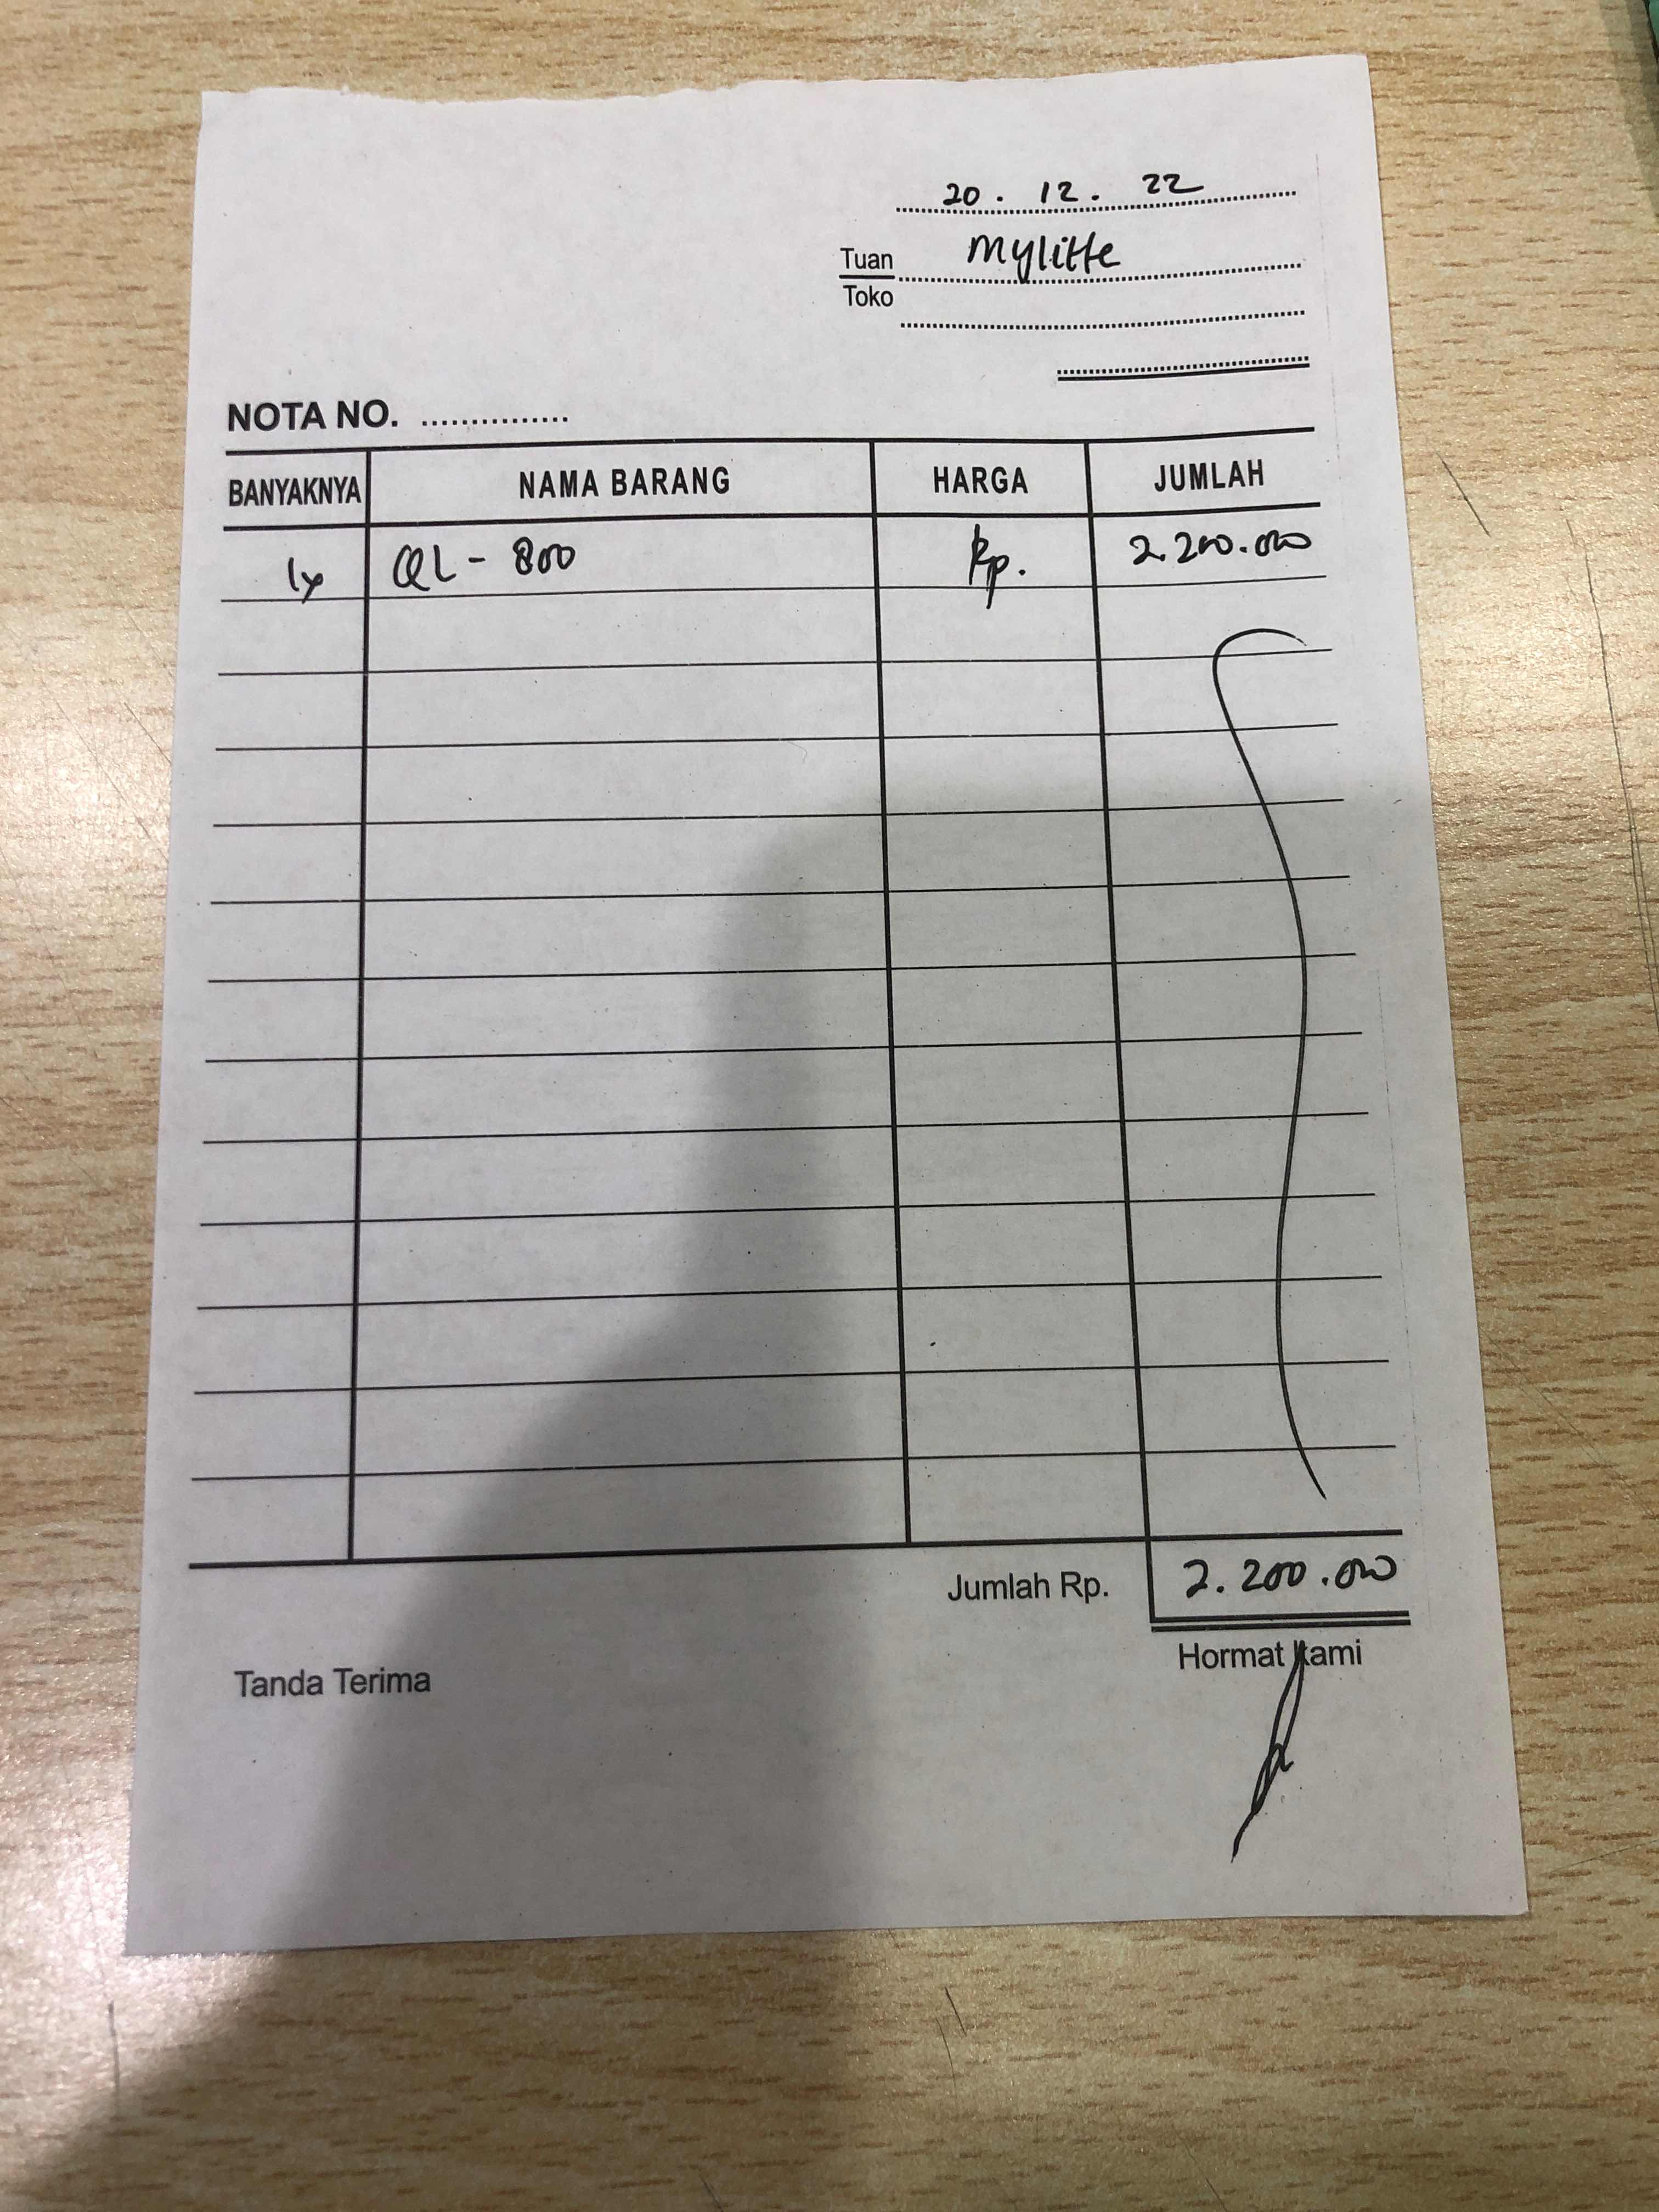 20 . 12 . 22
Tuan Mylitte
Toko
NOTA NO. ...............
BANYAKNYA NAMA BARANG HARGA JUMLAH
1x QL - 800 Rp. 2.200.000
Jumlah Rp. 2.200.000
Tanda Terima Hormat kami